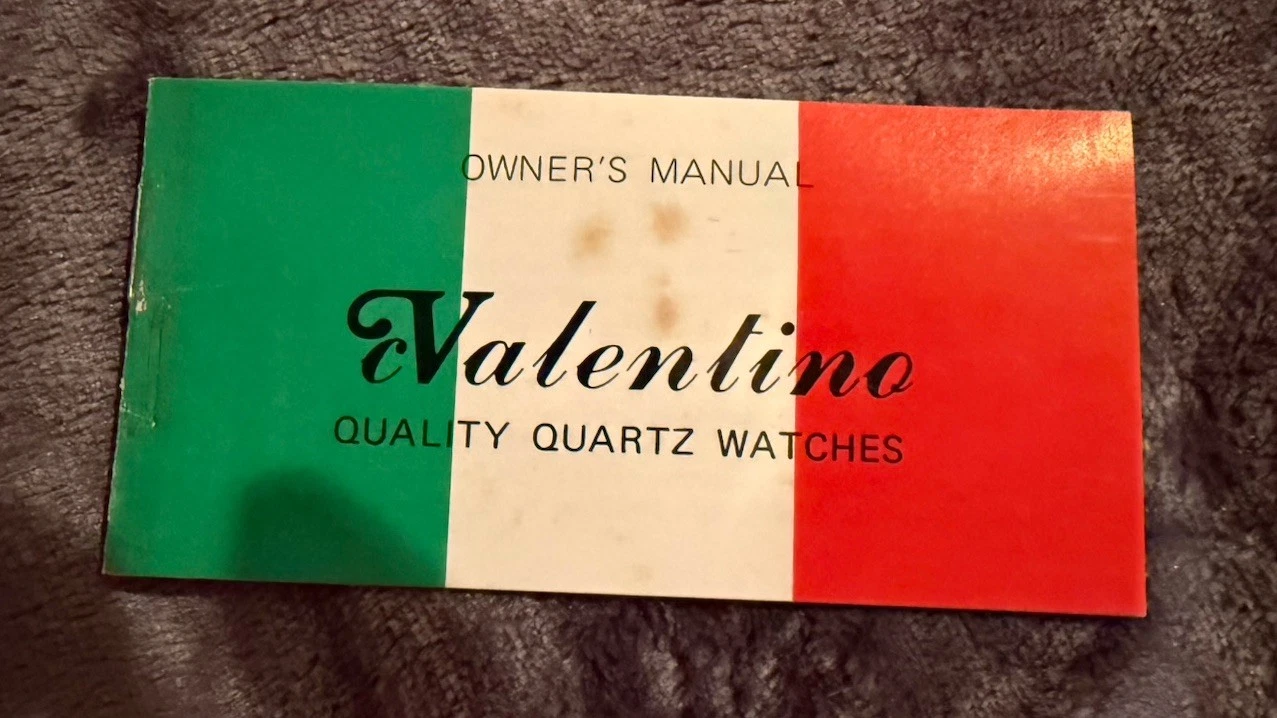 OWNER'S MANUAL
Valentino
QUALITY QUARTZ WATCHES